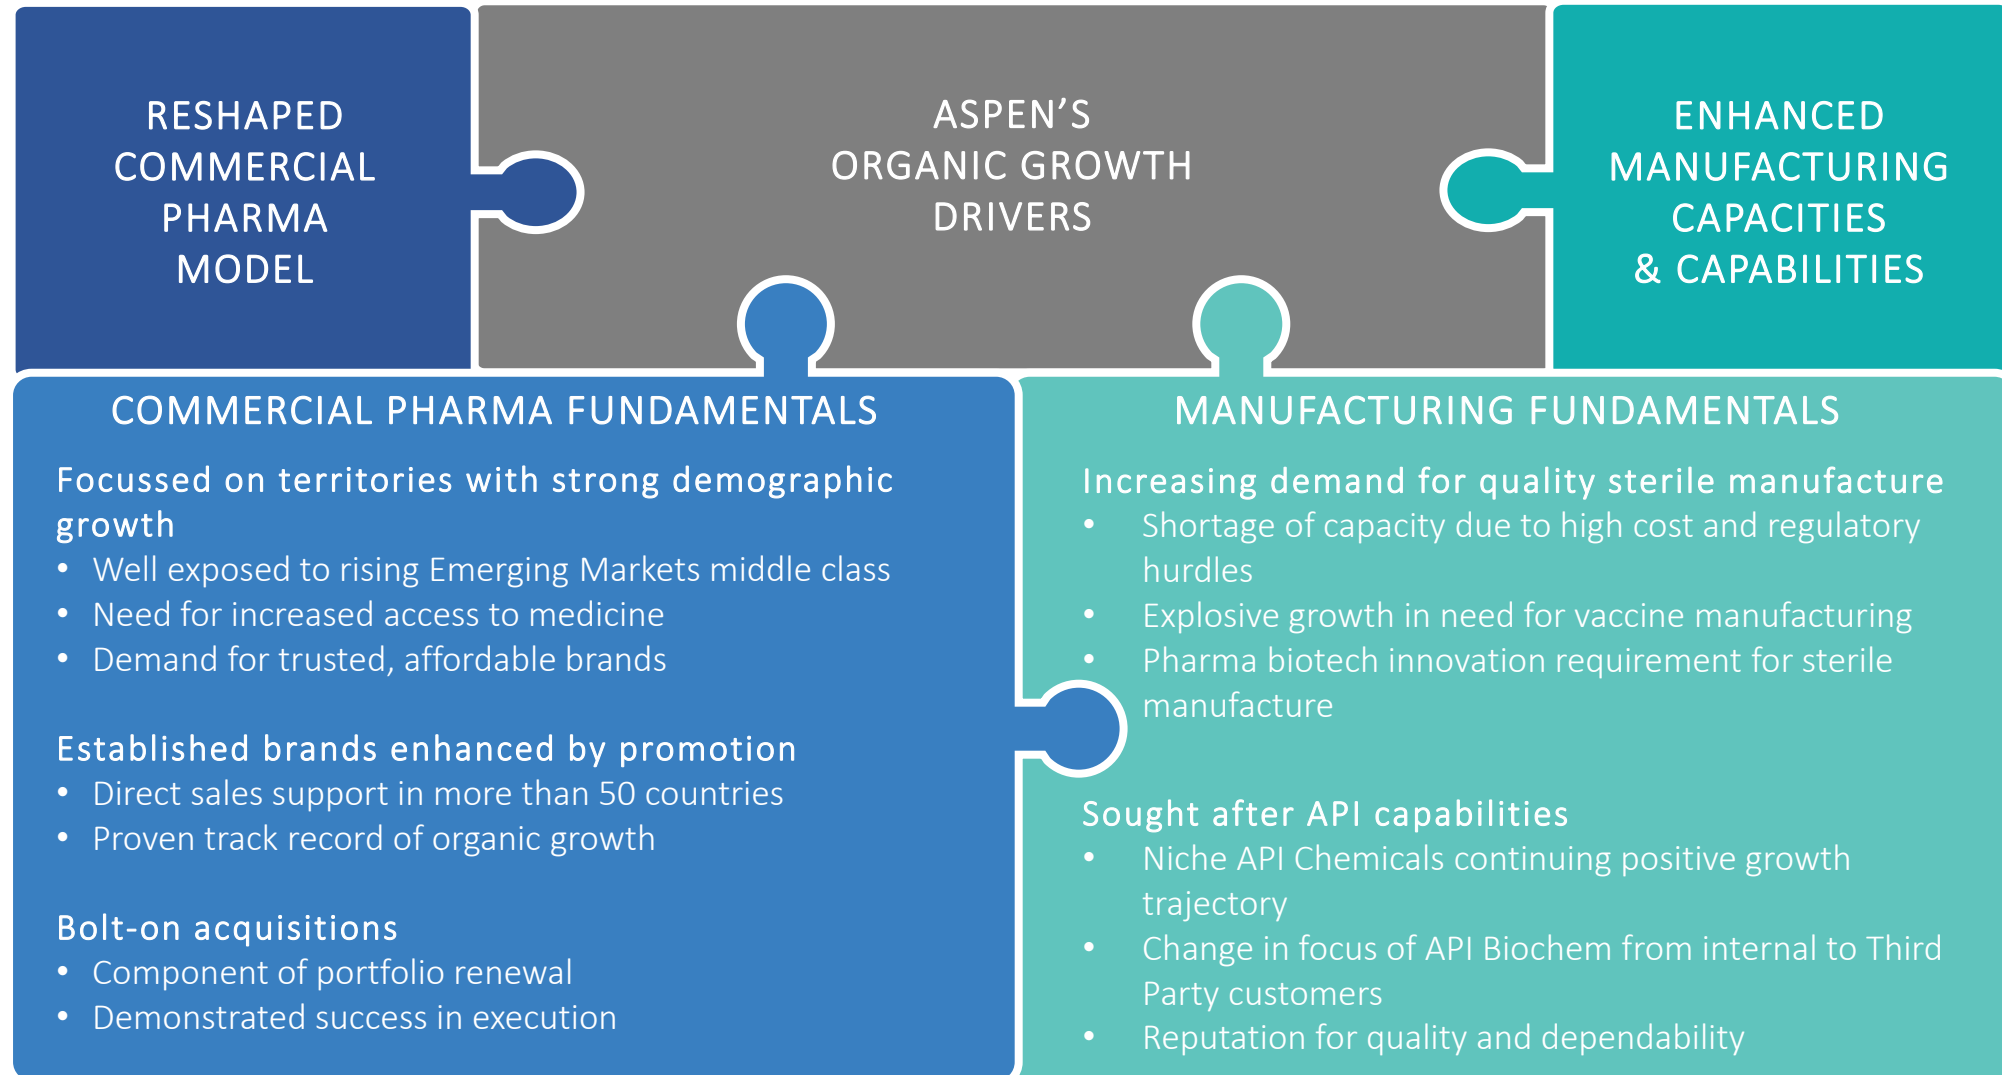 RESHAPED
COMMERCIAL
PHARMA
MODEL
ASPEN’S
ORGANIC GROWTH
DRIVERS
ENHANCED
MANUFACTURING
CAPACITIES
& CAPABILITIES
COMMERCIAL PHARMA FUNDAMENTALS
Focussed on territories with strong demographic
growth
• Well exposed to rising Emerging Markets middle class
• Need for increased access to medicine
• Demand for trusted, affordable brands
Established brands enhanced by promotion
• Direct sales support in more than 50 countries
• Proven track record of organic growth
Bolt-on acquisitions
• Component of portfolio renewal
• Demonstrated success in execution
MANUFACTURING FUNDAMENTALS
Increasing demand for quality sterile manufacture
• Shortage of capacity due to high cost and regulatory
hurdles
• Explosive growth in need for vaccine manufacturing
• Pharma biotech innovation requirement for sterile
manufacture
Sought after API capabilities
• Niche API Chemicals continuing positive growth
trajectory
• Change in focus of API Biochem from internal to Third
Party customers
• Reputation for quality and dependability